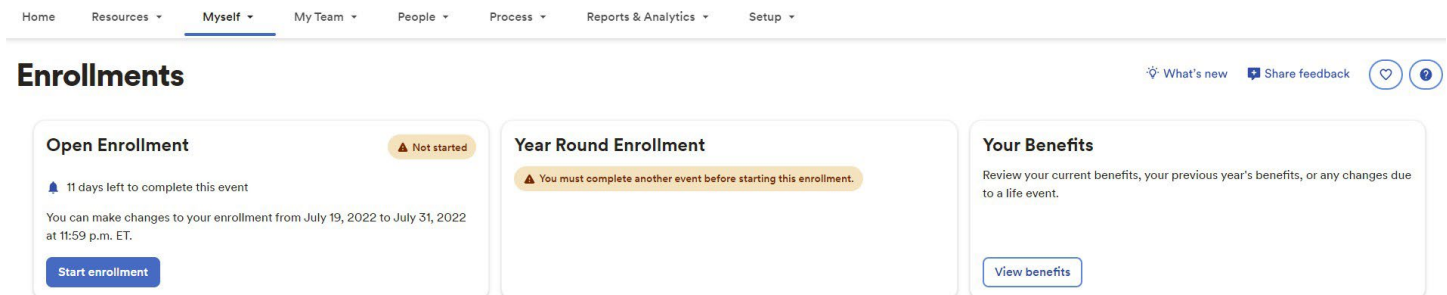 Home Resources Myself My Team People Process Reports & Analytics Setup
Enrollments
What's new Share feedback
Open Enrollment
Not started
11 days left to complete this event
You can make changes to your enrollment from July 19, 2022 to July 31, 2022
at 11:59 p.m. ET.
Start enrollment
Year Round Enrollment
You must complete another event before starting this enrollment.
Your Benefits
Review your current benefits, your previous year's benefits, or any changes due
to a life event.
View benefits